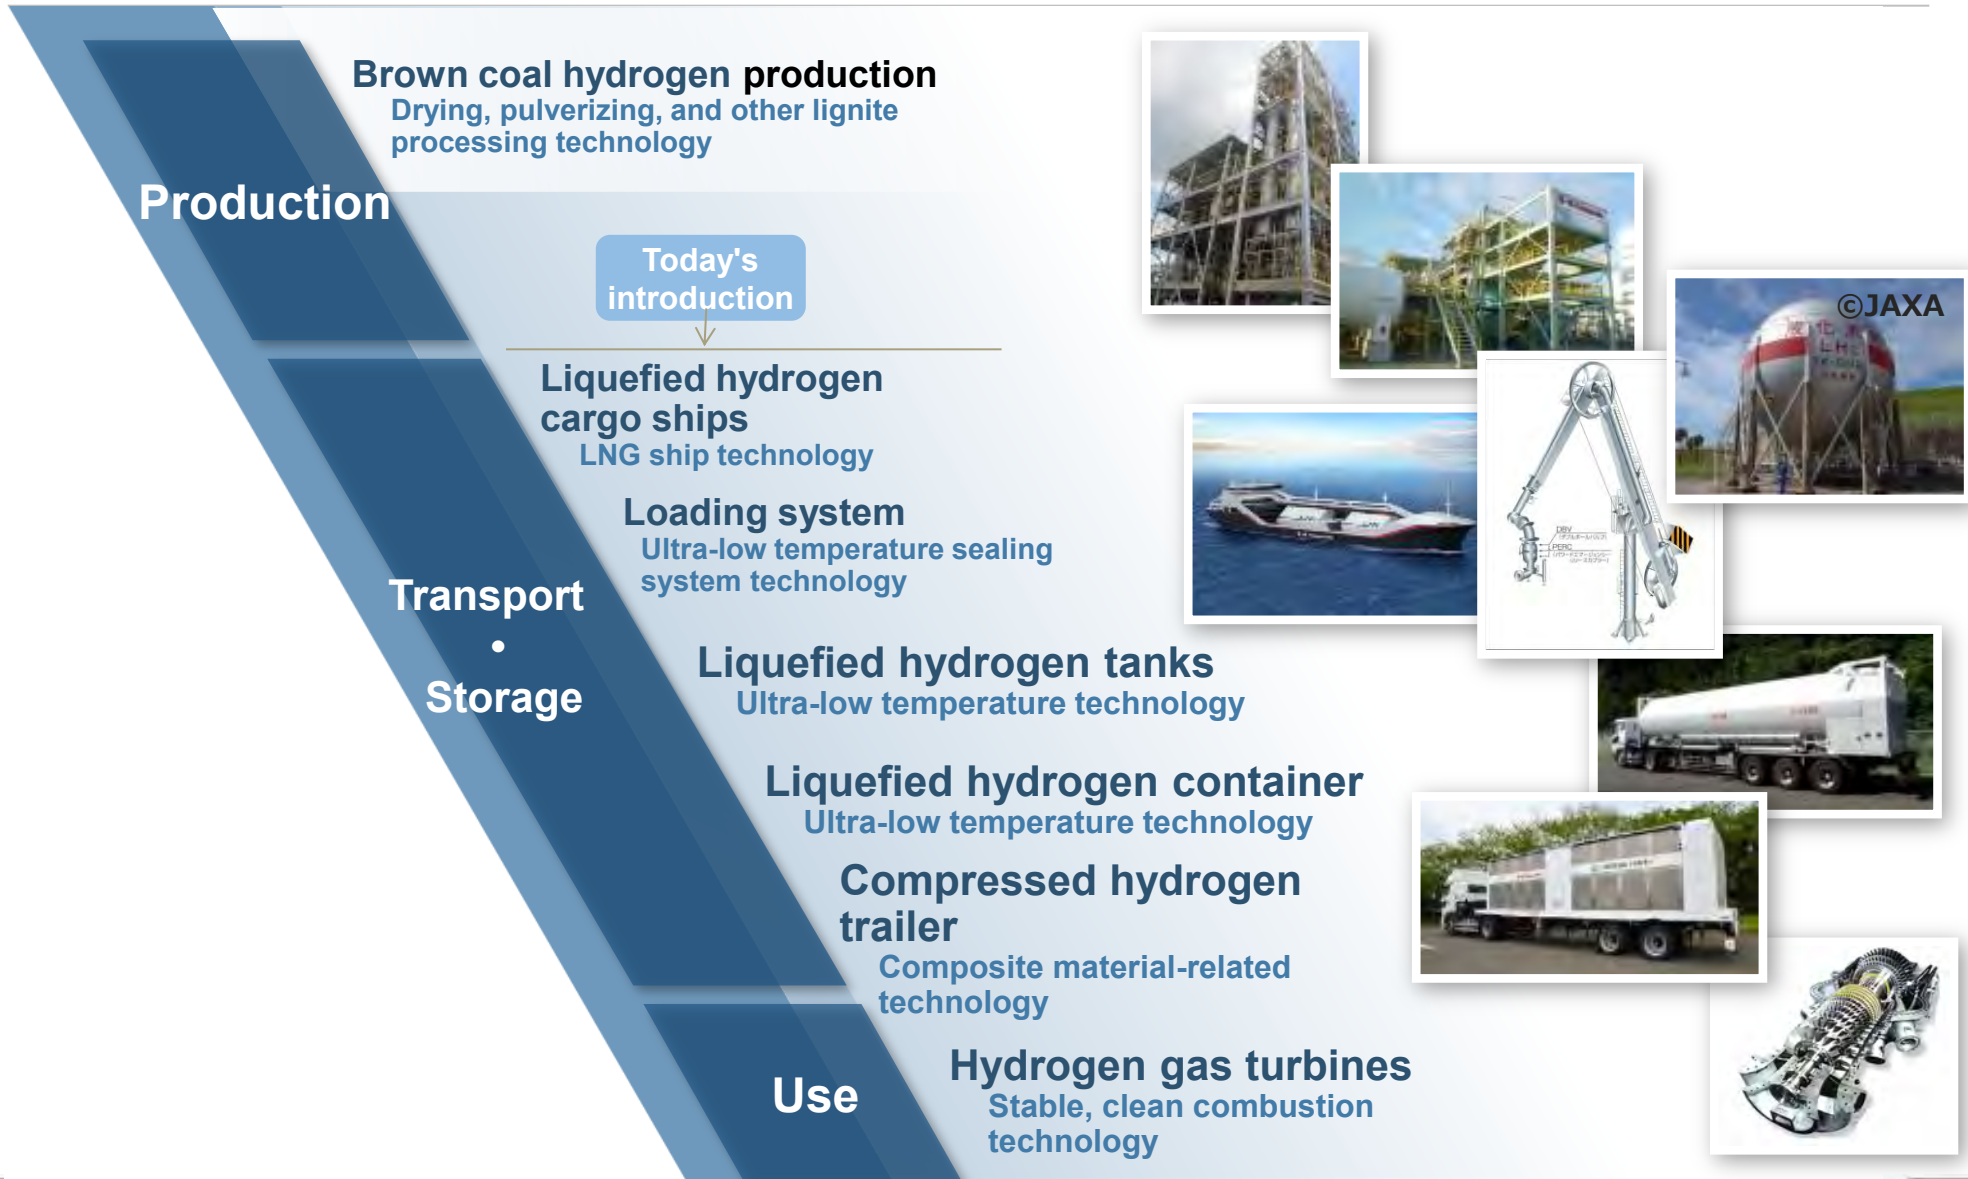 Brown coal hydrogen production
Drying, pulverizing, and other lignite
processing technology
Production
Today's
introduction
Liquefied hydrogen
cargo ships
LNG ship technology
Loading system
Ultra-low temperature sealing
system technology
Transport
•
Storage
Liquefied hydrogen tanks
Ultra-low temperature technology
Liquefied hydrogen container
Ultra-low temperature technology
Compressed hydrogen
trailer
Composite material-related
technology
Use
Hydrogen gas turbines
Stable, clean combustion
technology
©JAXA
DBV
PERC